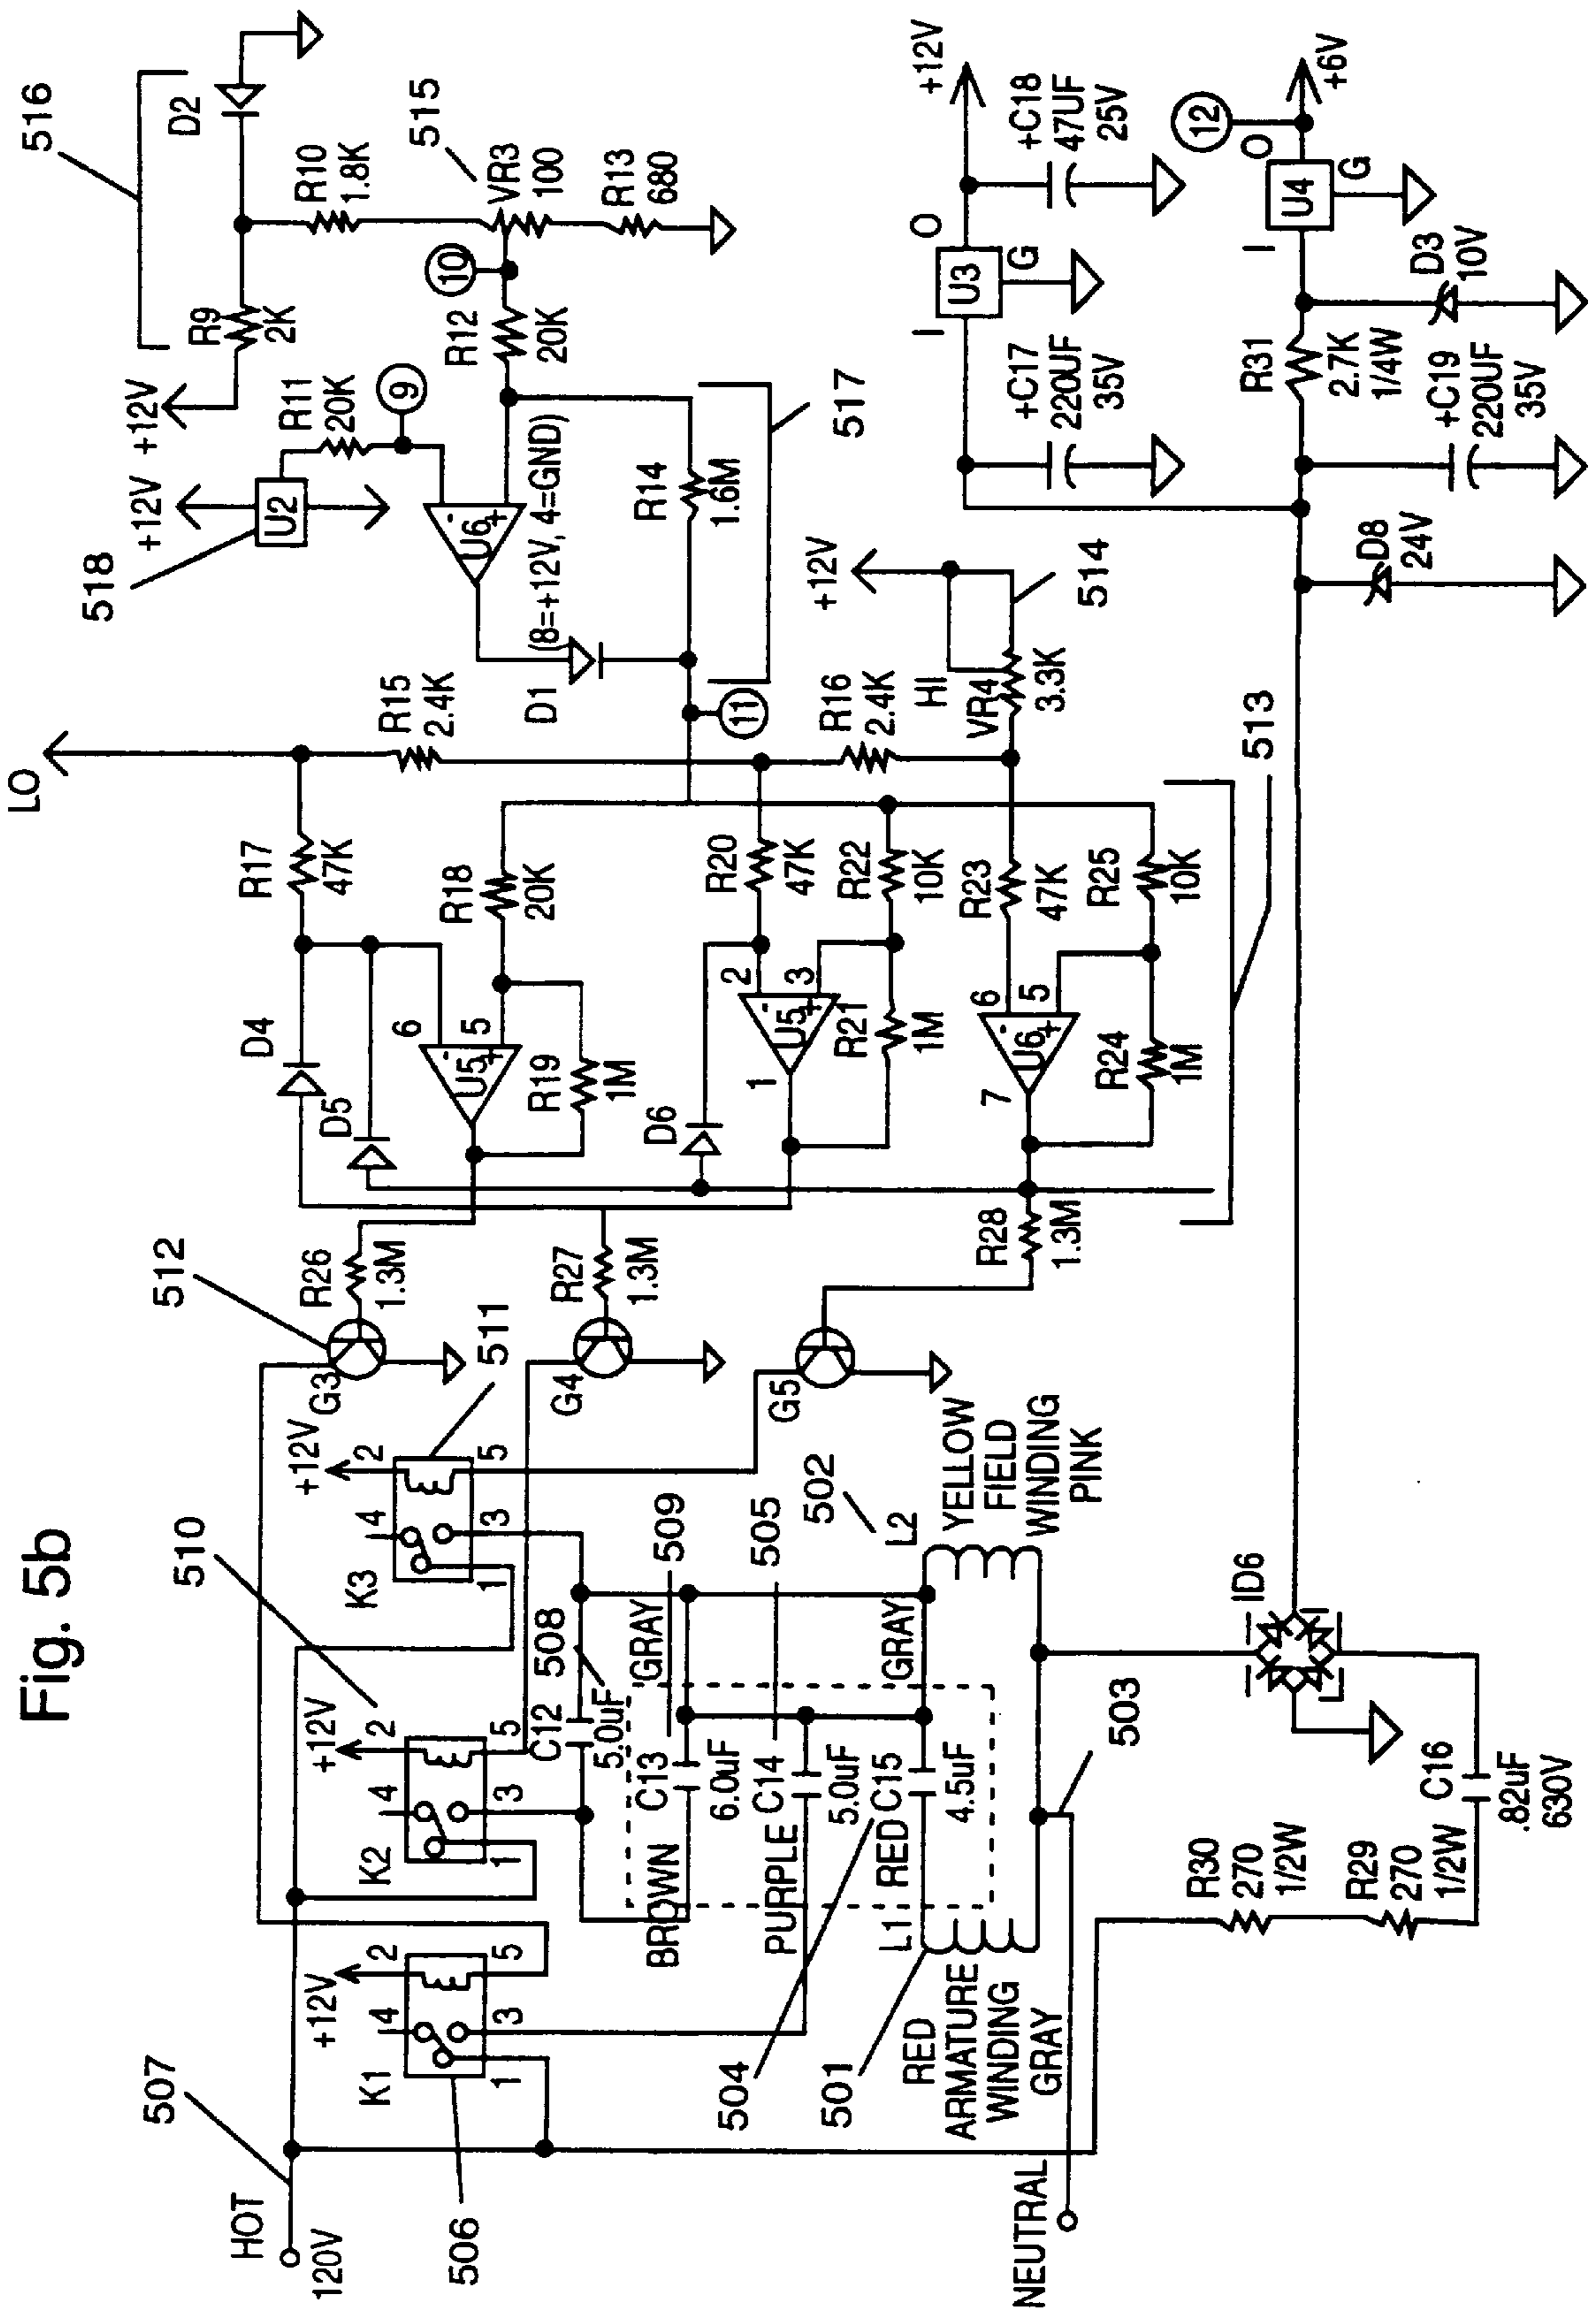 Fig. 5b
HOT
120V
507
506
K1
+12V
2
4
5
3
1
510
K2
+12V
2
4
5
3
1
511
K3
+12V
2
4
5
3
1
512
G3
R26
1.3M
G4
R27
1.3M
G5
R28
1.3M
508
C12
5.0uF
509
GRAY
BROWN
C13
6.0uF
505
PURPLE
C14
5.0uF
504
RED
C15
4.5uF
GRAY
502
L2
YELLOW
FIELD
WINDING
PINK
501
L1
RED
ARMATURE
WINDING
GRAY
503
NEUTRAL
R30
270
1/2W
R29
270
1/2W
C16
.82uF
630V
ID6
LO
D4
D5
R17
47K
6
5
U5
-
+
R18
20K
R19
1M
D6
R20
47K
2
3
1
U5
-
+
R22
10K
R21
1M
R23
47K
6
5
7
U6
-
+
R25
10K
R24
1M
513
R15
2.4K
R16
2.4K
HI
VR4
3.3K
+12V
514
11
D1
(8=+12V, 4=GND)
U6
-
+
R14
1.6M
517
518
U2
+12V
R11
20K
9
R12
20K
10
+12V
R9
2K
516
D2
R10
1.8K
515
VR3
100
R13
680
+12V
U3
I
O
G
+C17
220UF
35V
+C18
47UF
25V
D8
24V
+C19
220UF
35V
R31
2.7K
1/4W
D3
10V
U4
I
O
G
12
+6V